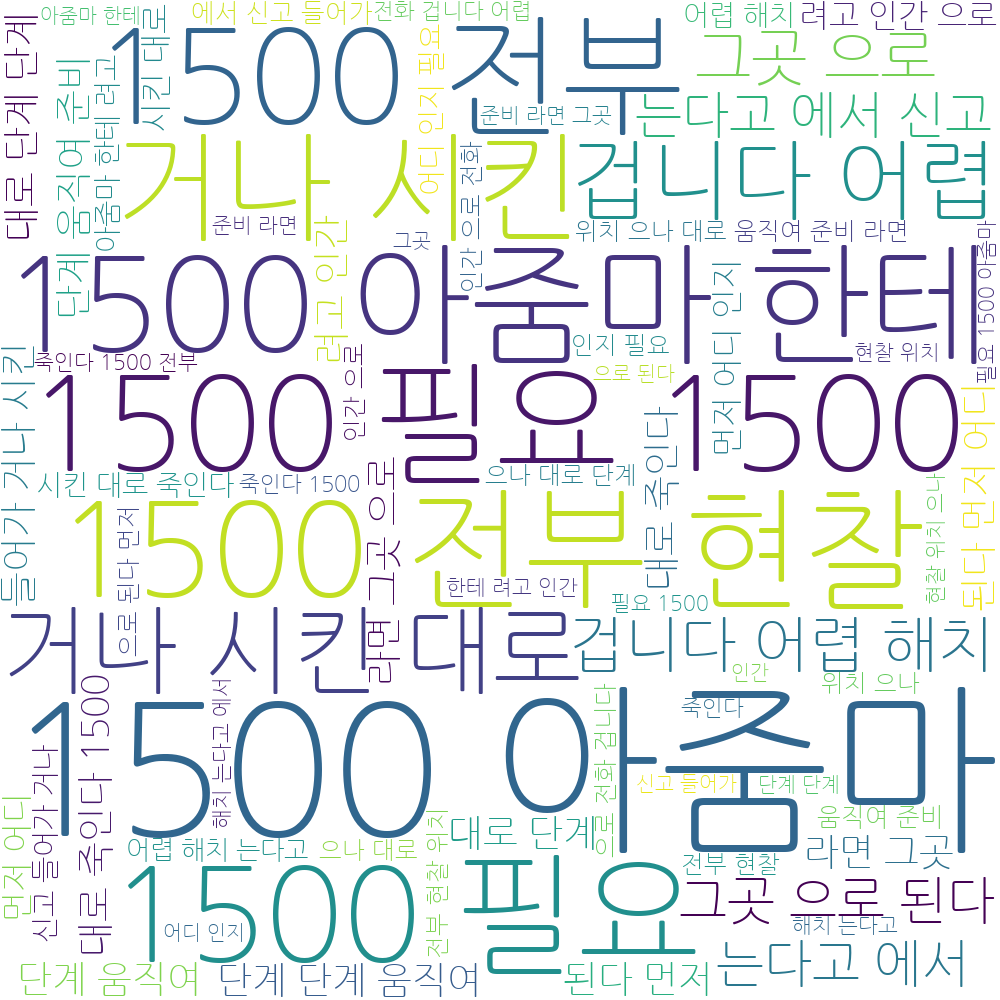 아줌마 한테
에서 신고 들어가
전화 겁니다 어렵
어렵 해치
려고 인간 으로
1500 전부
그곳 으로
대로 단계 단계
움직여 준비
아줌마 한테 려고
시킨 대로
어디 인지 필요
준비 라면 그곳
는다고 에서 신고
거나 시킨
겁니다 어렵
으로 전화
준비 라면
그곳
위치 으나 대로
움직여 준비 라면
단계
려고 인간
인간
1500 아줌마 한테
먼저 어디 인지
필요 1500 아줌마
인지 필요
현찰 위치
죽인다 1500 전부
인간 으로
으로 된다
들어가 거나 시킨
1500 필요 1500
된다 먼저 어디
대로 죽인다
시킨 대로 죽인다
죽인다 1500
으나 대로 단계
그곳 으로
1500 전부 현찰
현찰 위치 으나
으로 된다 먼저
한테 려고 인간
필요 1500
라면
거나 시킨 대로
겁니다 어렵 해치
인간
위치 으나
대로 죽인다 1500
해치 는다고 에서
1500 아줌마
죽인다
으로 전화 겁니다
신고 들어가
단계 단계
신고 들어가 거나
먼저 어디
움직여 준비
대로 단계
어렵 해치 는다고
으나 대로
전부 현찰 위치
전부 현찰
라면 그곳
1500 필요
그곳 으로 된다
어디 인지
해치 는다고
단계 움직여
단계 단계 움직여
된다 먼저
는다고 에서